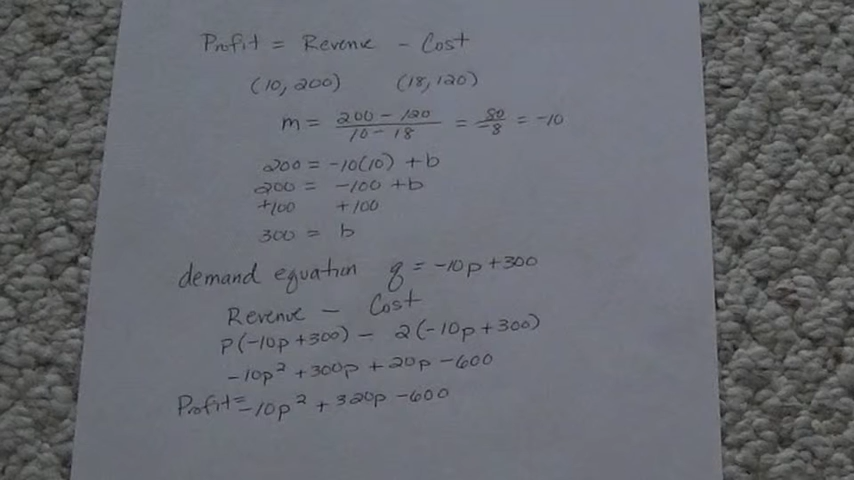 Profit = Revenue - Cost
(10, 200) (18, 120)
m = 200 - 120 / 10 - 18 = 80 / -8 = -10
200 = -10(10) + b
200 = -100 + b
+100 +100
300 = b
demand equation q = -10p + 300
Revenue - Cost
P(-10p + 300) - 2(-10p + 300)
-10p² + 300p + 20p - 600
Profit = -10p² + 320p - 600